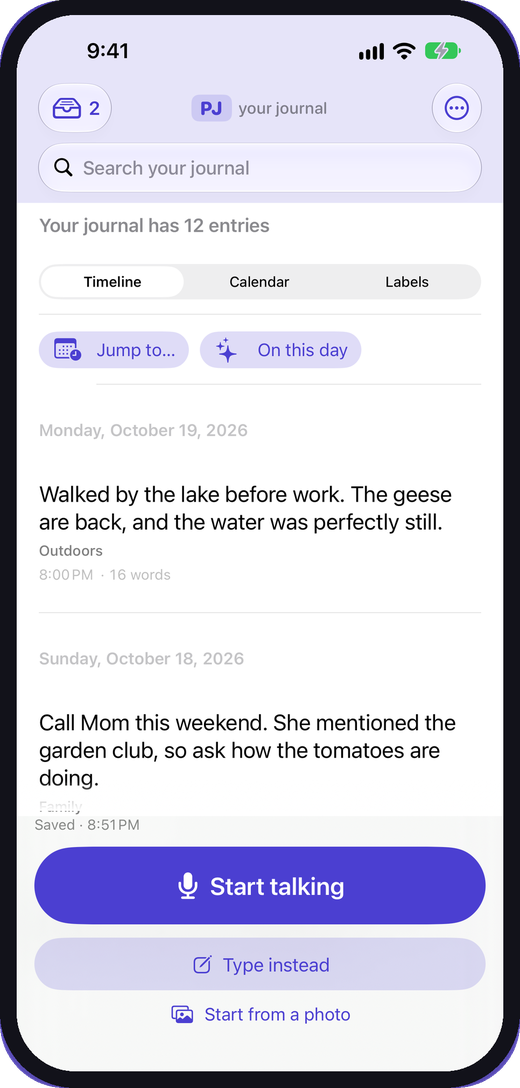 9:41
2
PJ your journal
Search your journal
Your journal has 12 entries
Timeline Calendar Labels
Jump to... On this day
Monday, October 19, 2026
Walked by the lake before work. The geese
are back, and the water was perfectly still.
Outdoors
8:00 PM · 16 words
Sunday, October 18, 2026
Call Mom this weekend. She mentioned the
garden club, so ask how the tomatoes are
doing.
Family
Saved · 8:51 PM
Start talking
Type instead
Start from a photo